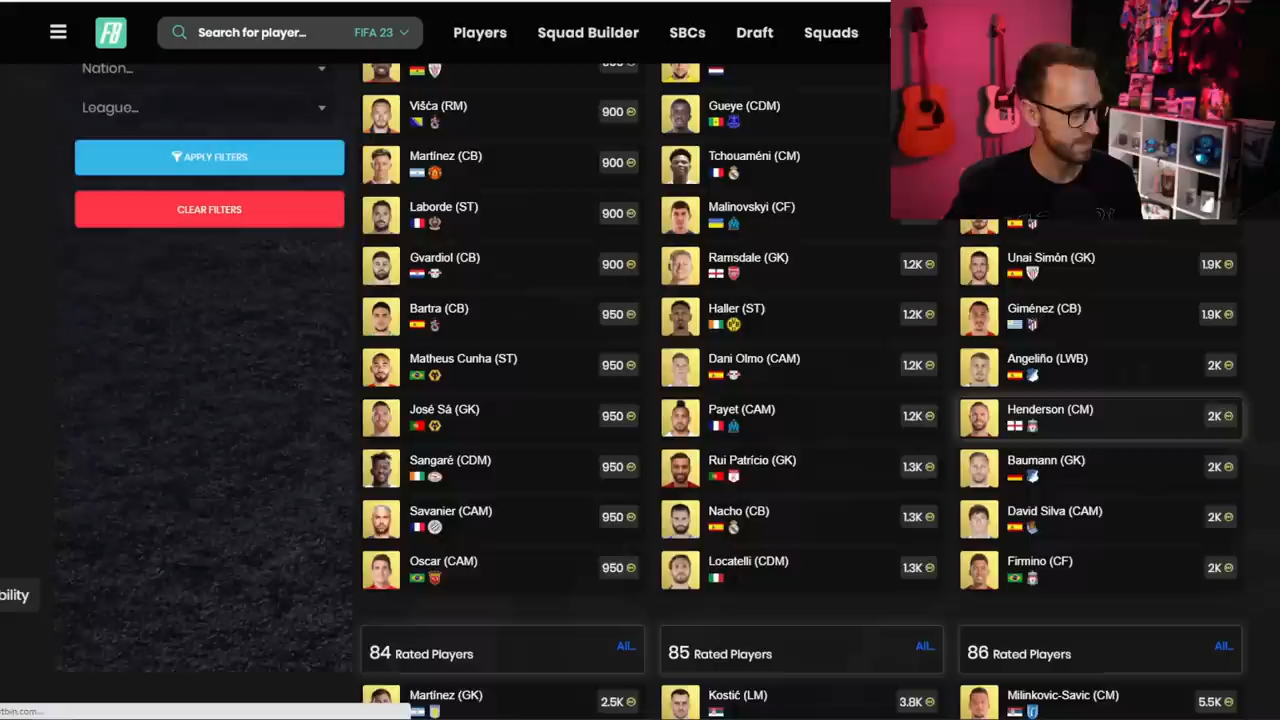 FB
Search for player...
FIFA 23
Players
Squad Builder
SBCs
Draft
Squads
Nation...
League...
APPLY FILTERS
CLEAR FILTERS
Višća (RM)
900
Martínez (CB)
900
Laborde (ST)
900
Gvardiol (CB)
900
Bartra (CB)
950
Matheus Cunha (ST)
950
José Sá (GK)
950
Sangaré (CDM)
950
Savanier (CAM)
950
Oscar (CAM)
950
Gueye (CDM)
Tchouaméni (CM)
Malinovskyi (CF)
Ramsdale (GK)
1.2K
Haller (ST)
1.2K
Dani Olmo (CAM)
1.2K
Payet (CAM)
1.2K
Rui Patrício (GK)
1.3K
Nacho (CB)
1.3K
Locatelli (CDM)
1.3K
Unai Simón (GK)
1.9K
Giménez (CB)
1.9K
Angeliño (LWB)
2K
Henderson (CM)
2K
Baumann (GK)
2K
David Silva (CAM)
2K
Firmino (CF)
2K
bility
84 Rated Players
All...
85 Rated Players
All...
86 Rated Players
All...
Martínez (GK)
2.5K
Kostić (LM)
3.8K
Milinkovic-Savic (CM)
5.5K
tbin.com...